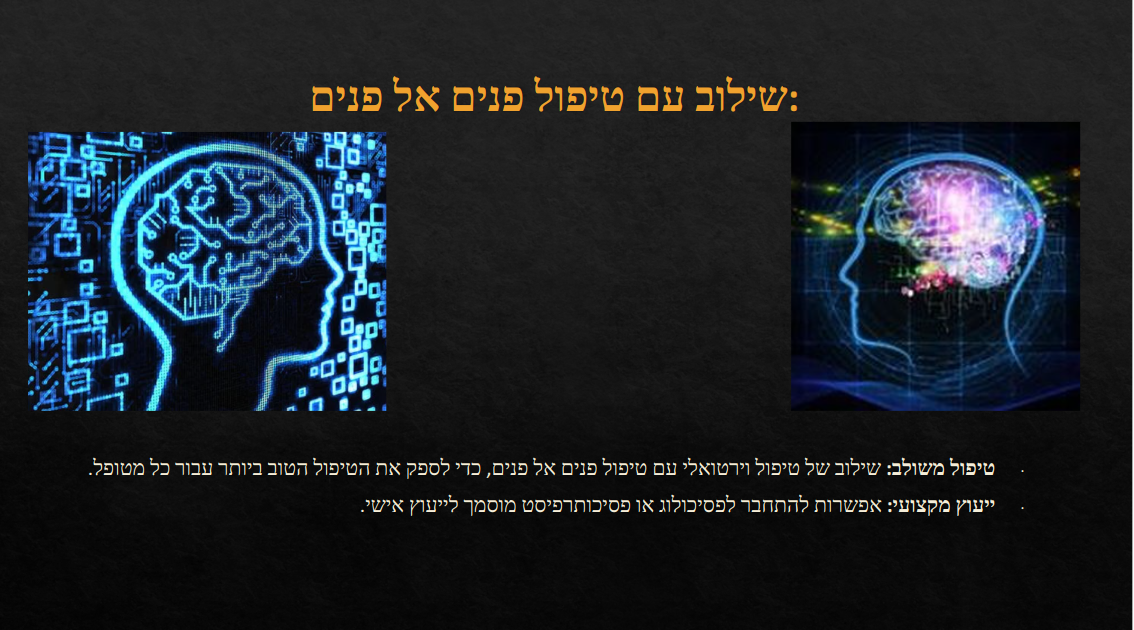 שילוב עם טיפול פנים אל פנים:
טיפול משולב: שילוב של טיפול וירטואלי עם טיפול פנים אל פנים, כדי לספק את הטיפול הטוב ביותר עבור כל מטופל.
ייעוץ מקצועי: אפשרות להתחבר לפסיכולוג או פסיכותרפיסט מוסמך לייעוץ אישי.